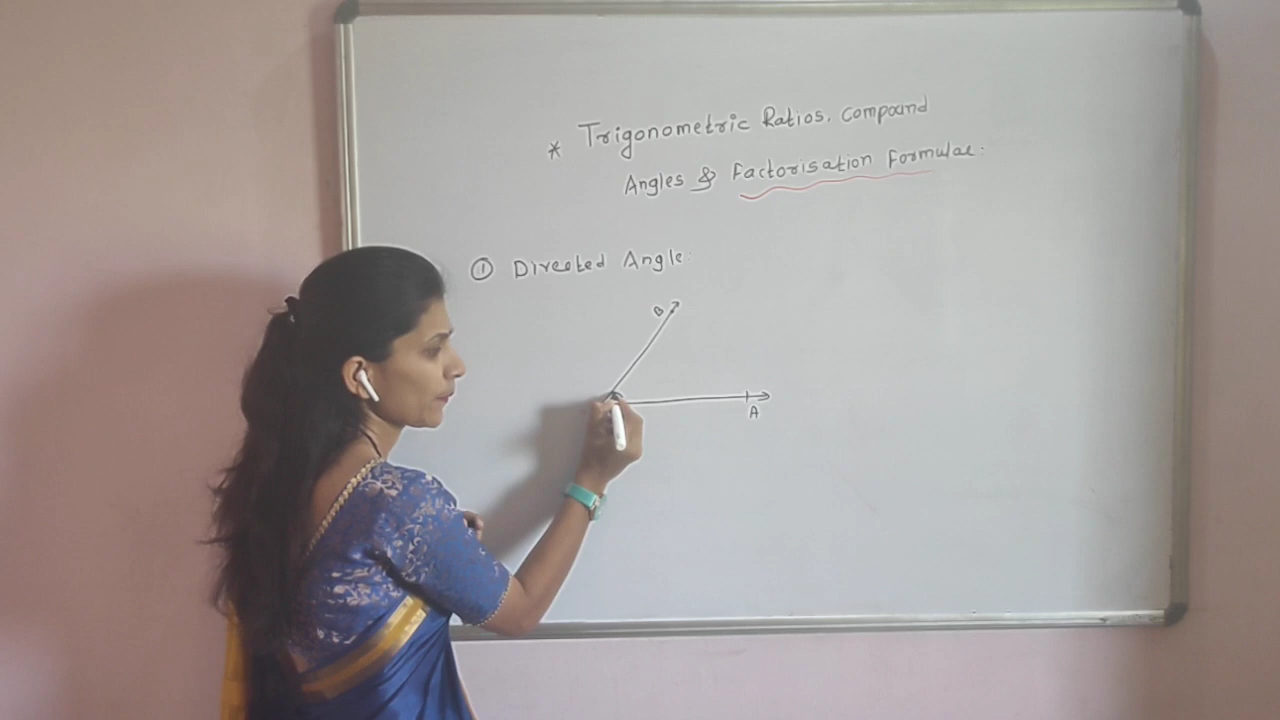 * Trigonometric Ratios, compound
Angles & Factorisation Formulae:
① Directed Angle:
B
A